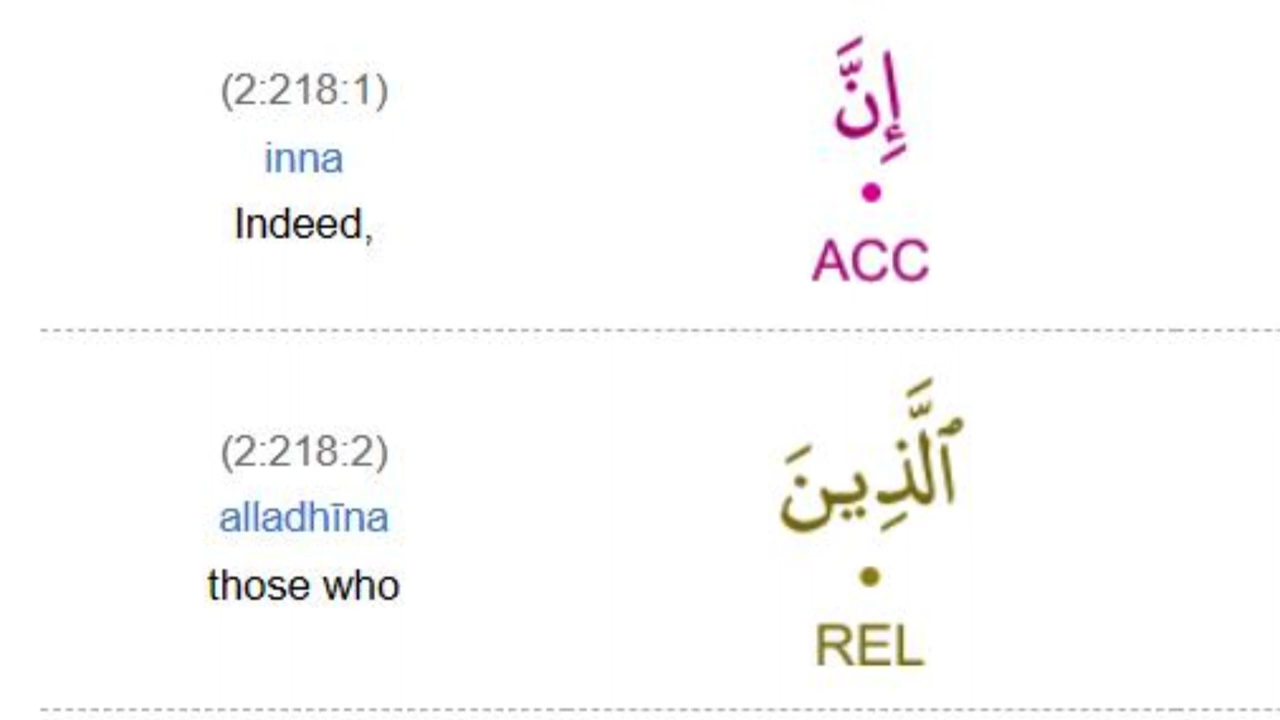 (2:218:1)
inna
Indeed,
إِنَّ
ACC
(2:218:2)
alladhīna
those who
ٱلَّذِينَ
REL